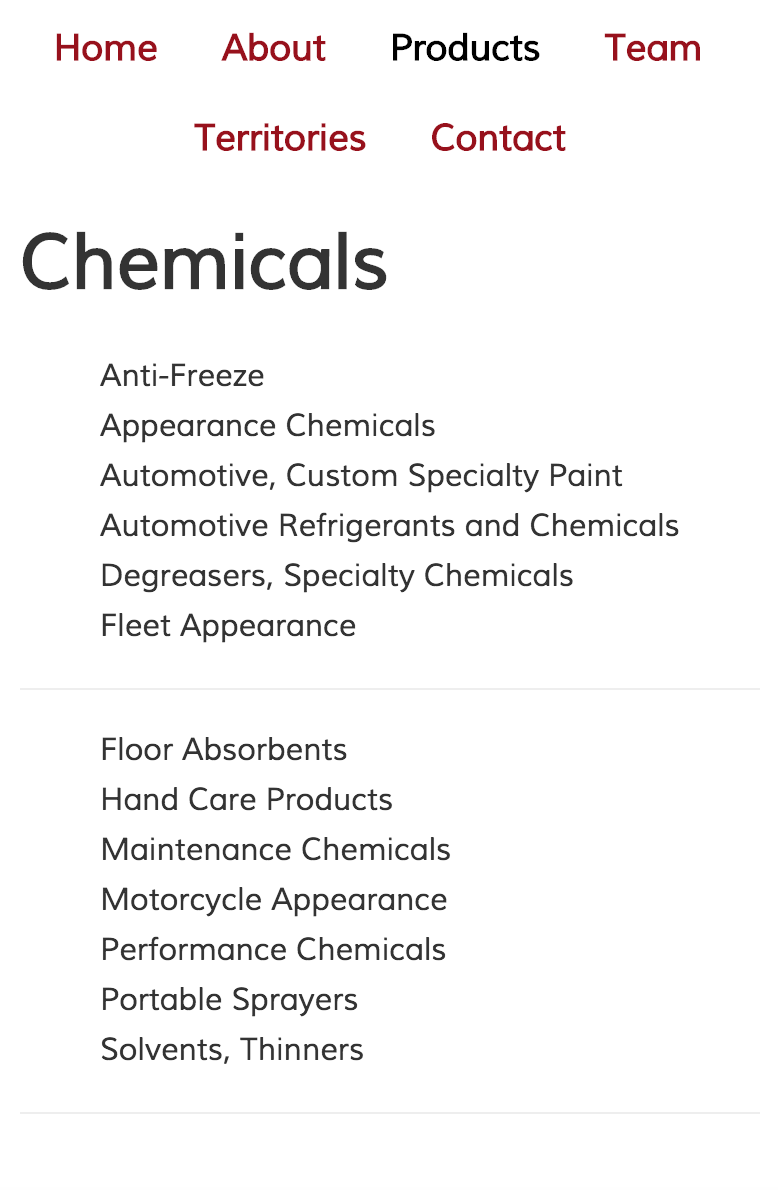 Home About Products Team
Territories Contact
Chemicals
Anti-Freeze
Appearance Chemicals
Automotive, Custom Specialty Paint
Automotive Refrigerants and Chemicals
Degreasers, Specialty Chemicals
Fleet Appearance
Floor Absorbents
Hand Care Products
Maintenance Chemicals
Motorcycle Appearance
Performance Chemicals
Portable Sprayers
Solvents, Thinners